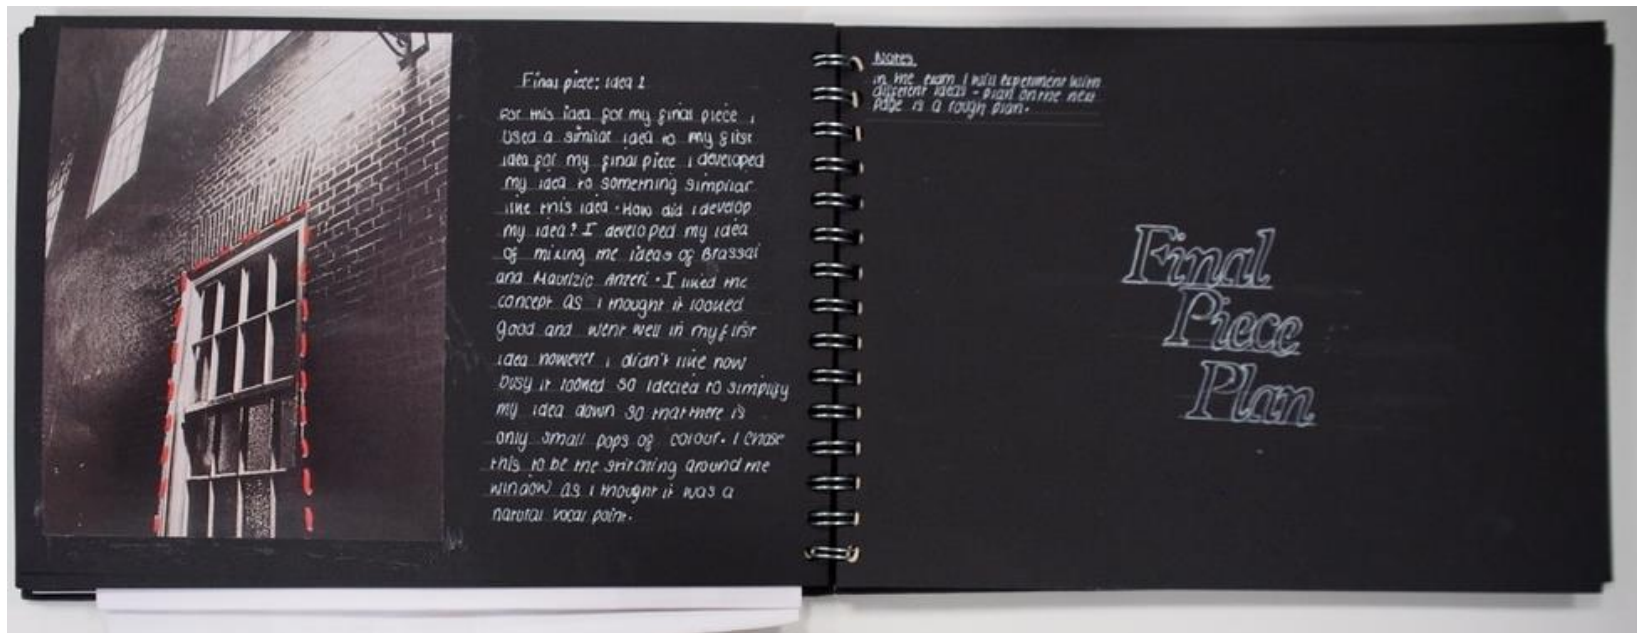 Final piece: idea 2
For this idea for my final piece i
used a similar idea to my first
idea for my final piece i developed
my idea to something simpliar
like this idea. How did i develop
my idea? I developed my idea
of mixing the ideas of Brassai
and Maurizio Anzeri. I liked the
concept as i thought it looked
good and went well in my first
idea however i didn't like how
busy it looked so i decied to simplify
my idea down so that there is
only small pops of colour. I chose
this to be the stitching around the
window as i thought it was a
natural vocal point.
Notes
in the exam I will experiment with
different ideas - plan on the next
page is a rough plan.
Final
Piece
Plan